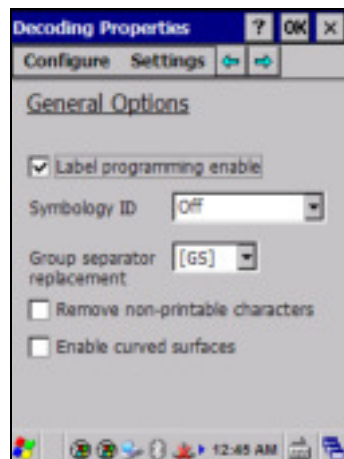 Decoding Properties ? OK ×
Configure Settings
General Options
Label programming enable
Symbology ID Off
Group separator replacement [GS]
Remove non-printable characters
Enable curved surfaces
12:45 AM